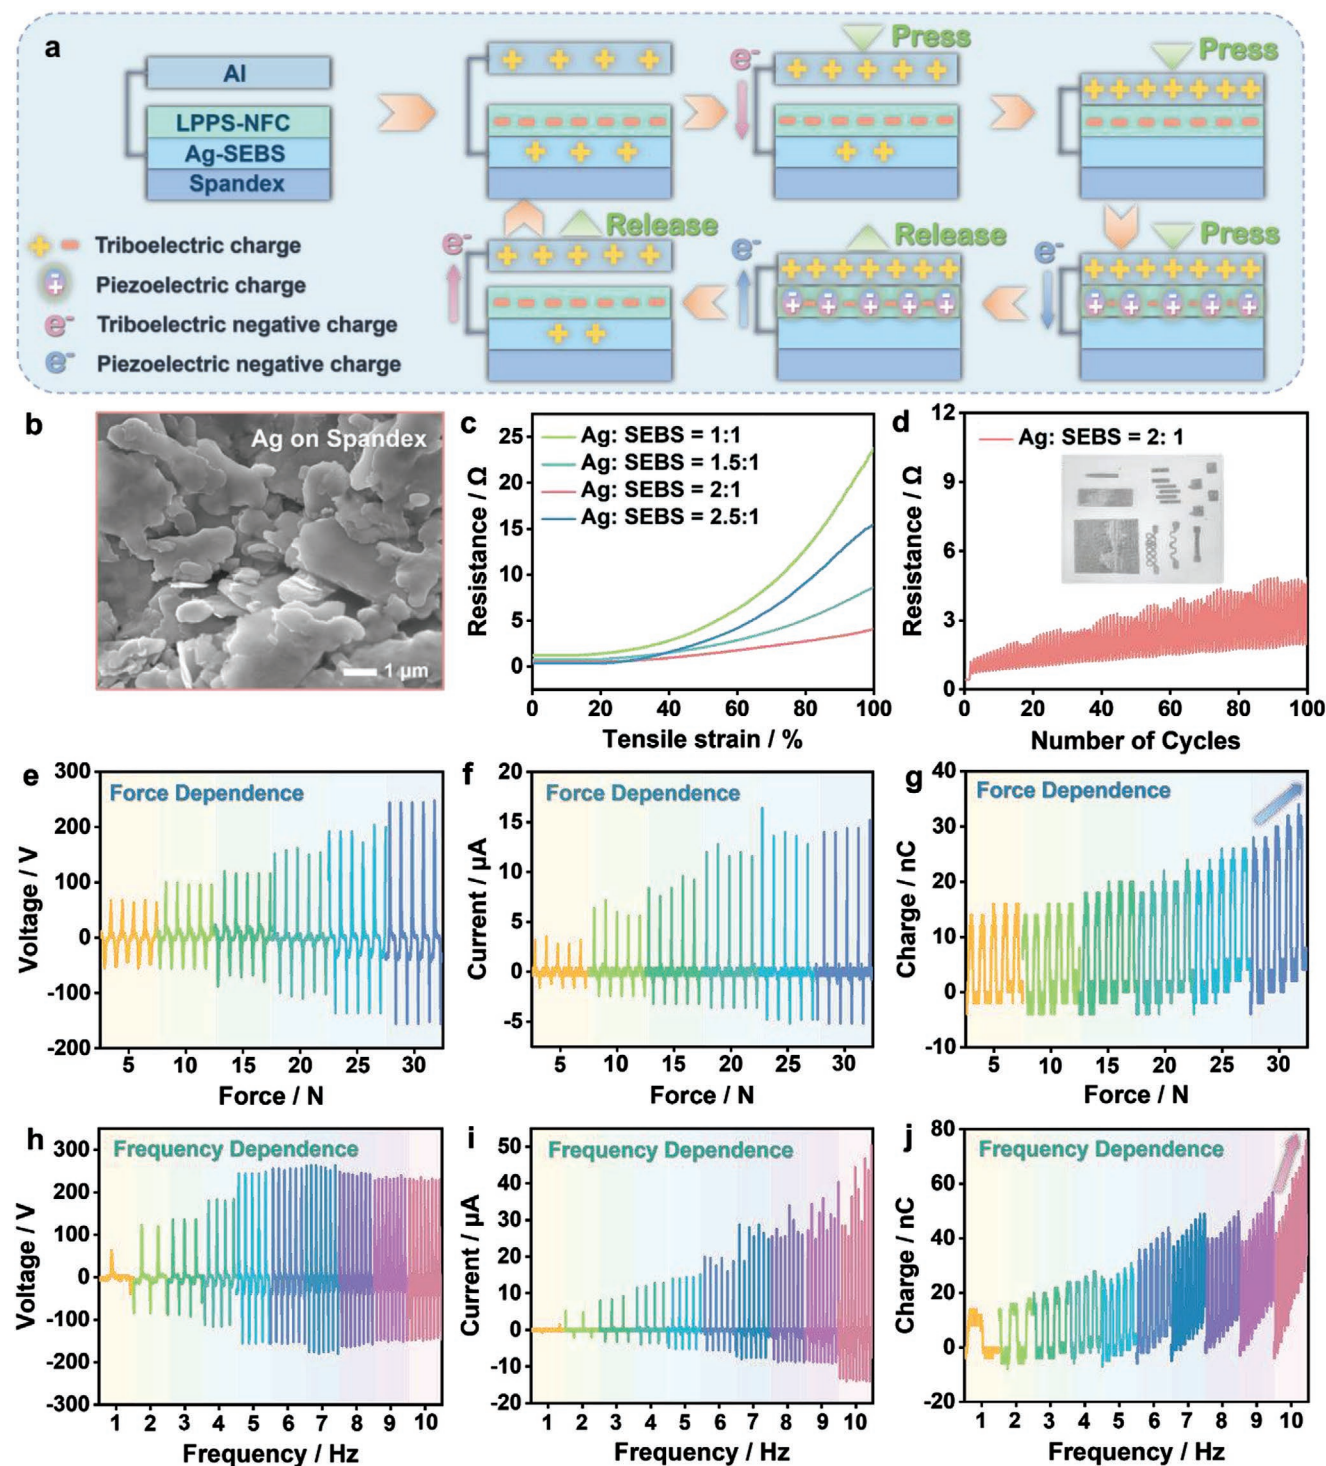 a
Al
LPPS-NFC
Ag-SEBS
Spandex
e⁻
Press
Press
Release
Release
Press
e⁻
e⁻
e⁻
Triboelectric charge
Piezoelectric charge
e⁻ Triboelectric negative charge
e⁻ Piezoelectric negative charge
b
Ag on Spandex
1 μm
c
Ag: SEBS = 1:1
Ag: SEBS = 1.5:1
Ag: SEBS = 2:1
Ag: SEBS = 2.5:1
Resistance / Ω
25
20
15
10
5
0
0 20 40 60 80 100
Tensile strain / %
d
Ag: SEBS = 2: 1
Resistance / Ω
12
9
6
3
0
0 20 40 60 80 100
Number of Cycles
e
Force Dependence
Voltage / V
300
200
100
0
-100
-200
5 10 15 20 25 30
Force / N
f
Force Dependence
Current / μA
20
15
10
5
0
-5
5 10 15 20 25 30
Force / N
g
Force Dependence
Charge / nC
40
30
20
10
0
-10
5 10 15 20 25 30
Force / N
h
Frequency Dependence
Voltage / V
300
200
100
0
-100
-200
-300
1 2 3 4 5 6 7 8 9 10
Frequency / Hz
i
Frequency Dependence
Current / μA
50
40
30
20
10
0
-10
-20
1 2 3 4 5 6 7 8 9 10
Frequency / Hz
j
Frequency Dependence
Charge / nC
80
60
40
20
0
-20
1 2 3 4 5 6 7 8 9 10
Frequency / Hz